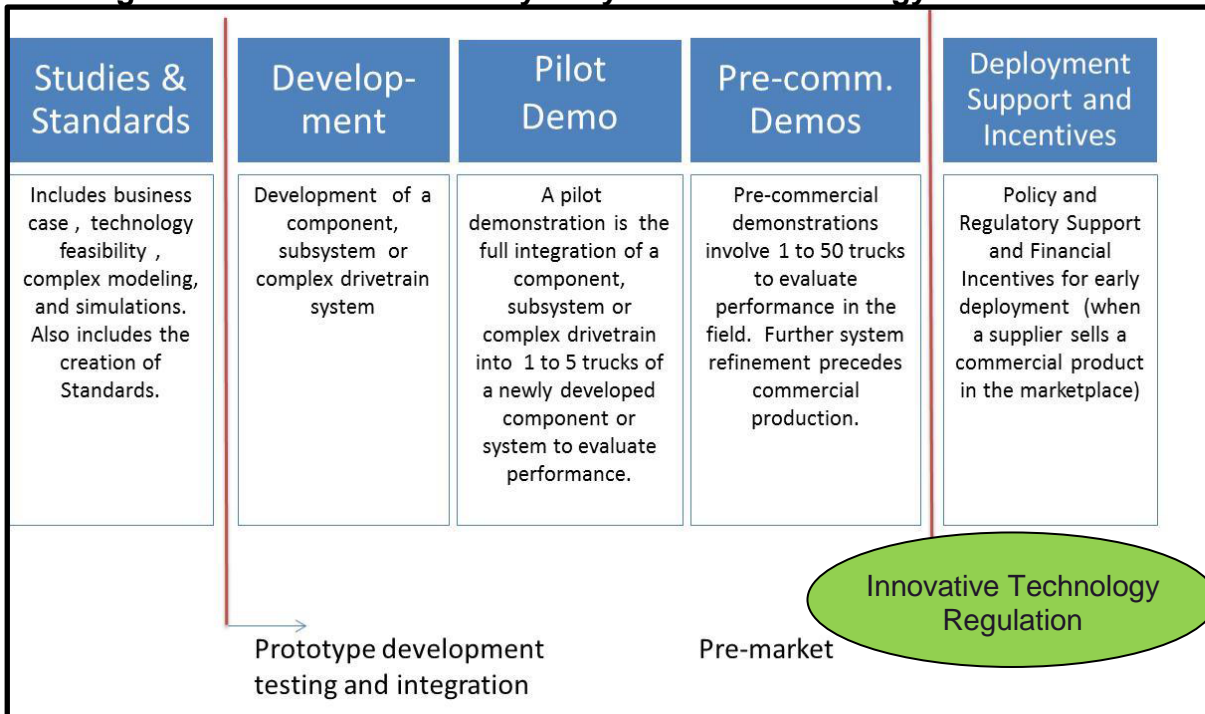 Studies &
Standards
Includes business
case , technology
feasibility ,
complex modeling,
and simulations.
Also includes the
creation of
Standards.
Develop-
ment
Development of a
component,
subsystem or
complex drivetrain
system
Pilot
Demo
A pilot
demonstration is the
full integration of a
component,
subsystem or
complex drivetrain
into 1 to 5 trucks of
a newly developed
component or
system to evaluate
performance.
Pre-comm.
Demos
Pre-commercial
demonstrations
involve 1 to 50 trucks
to evaluate
performance in the
field. Further system
refinement precedes
commercial
production.
Deployment
Support and
Incentives
Policy and
Regulatory Support
and Financial
Incentives for early
deployment (when
a supplier sells a
commercial product
in the marketplace)
Innovative Technology
Regulation
Prototype development
testing and integration
Pre-market